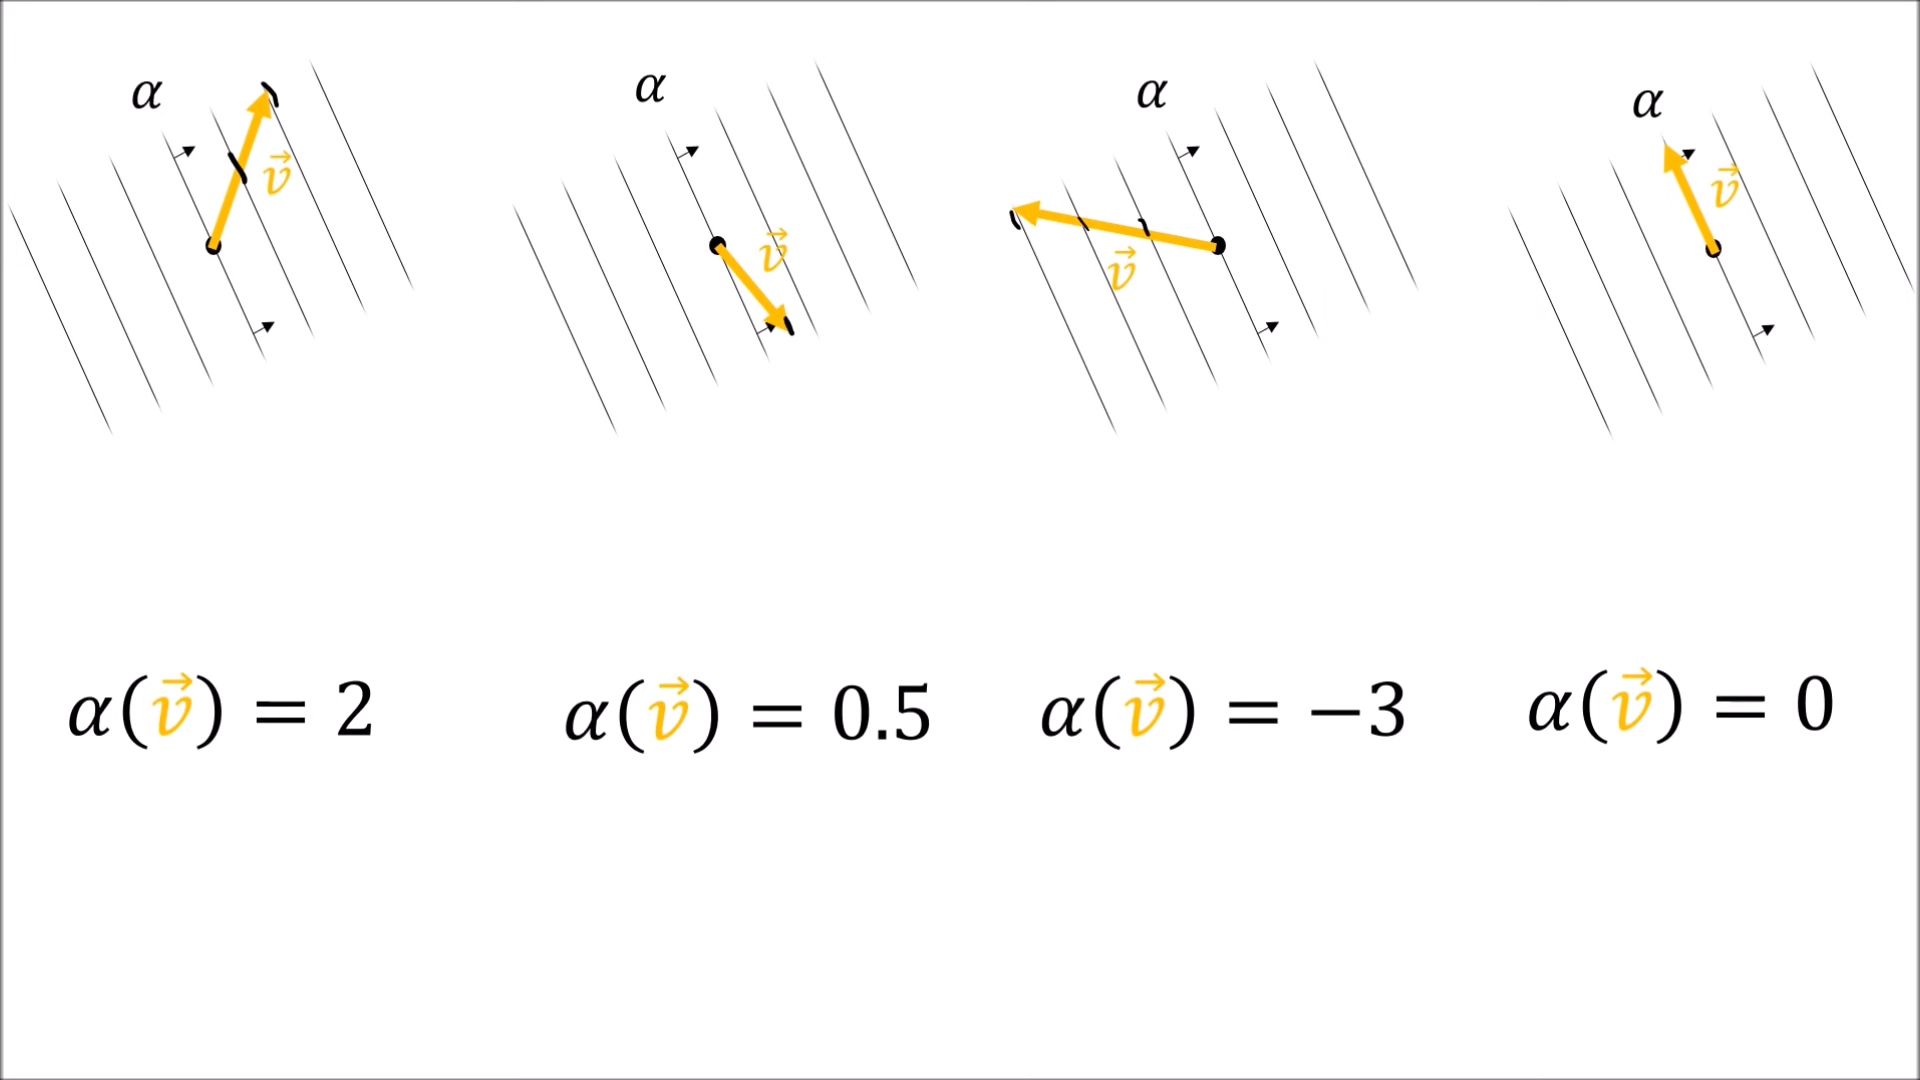 α α α α
v⃗ v⃗ v⃗ v⃗
α(v⃗) = 2 α(v⃗) = 0.5 α(v⃗) = −3 α(v⃗) = 0